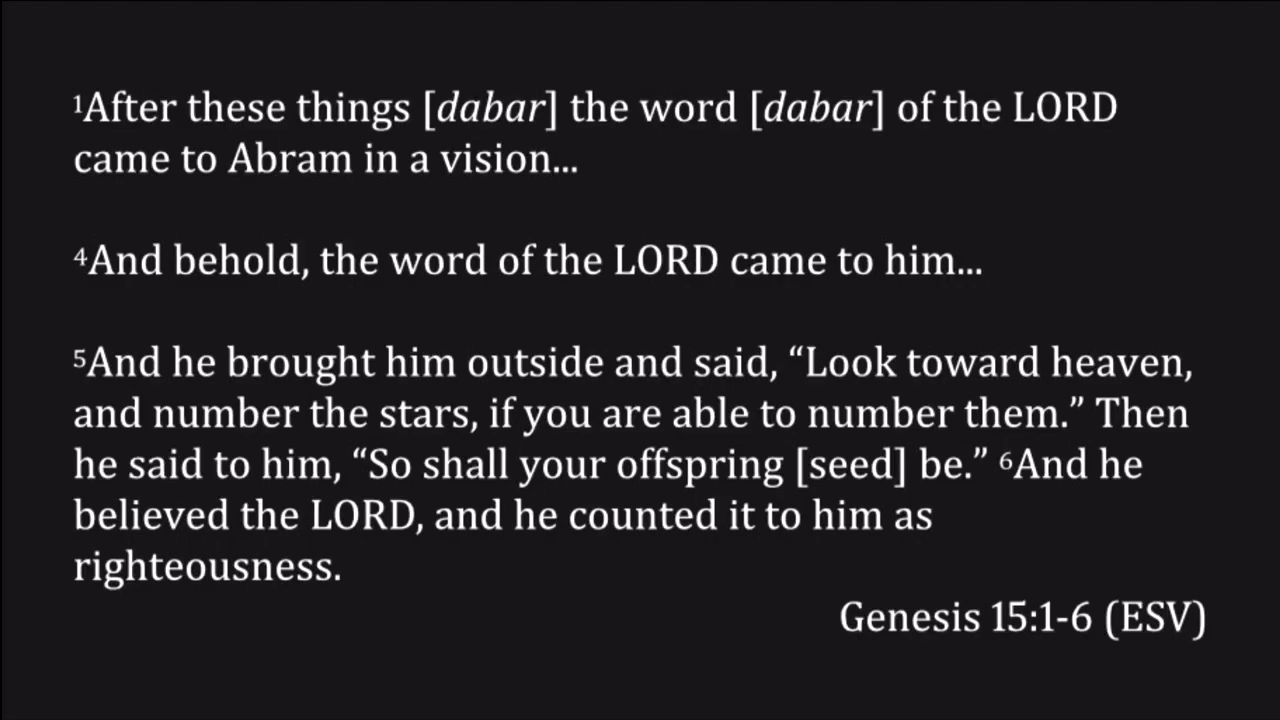 ¹After these things [dabar] the word [dabar] of the LORD
came to Abram in a vision...
⁴And behold, the word of the LORD came to him...
⁵And he brought him outside and said, “Look toward heaven,
and number the stars, if you are able to number them.” Then
he said to him, “So shall your offspring [seed] be.” ⁶And he
believed the LORD, and he counted it to him as
righteousness.
Genesis 15:1-6 (ESV)